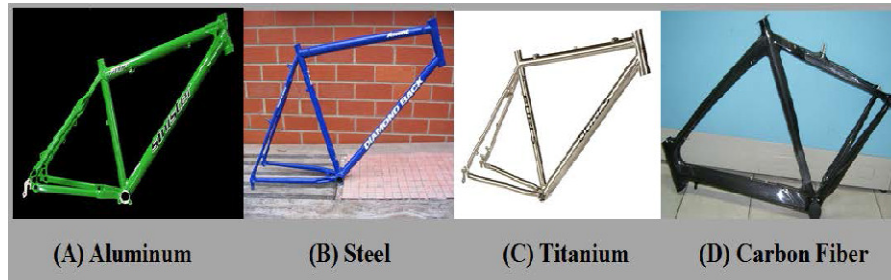 DIAMOND BACK
(A) Aluminum
(B) Steel
(C) Titanium
(D) Carbon Fiber